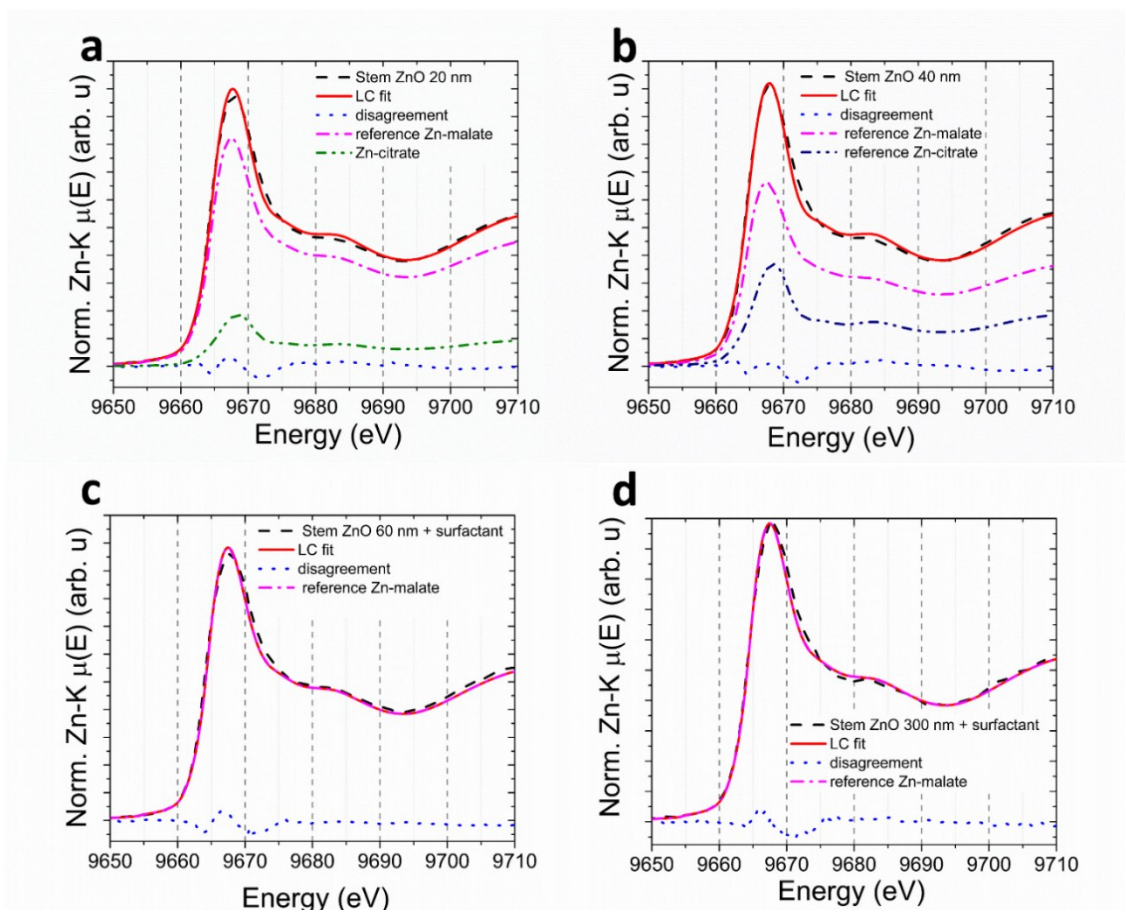 a
Norm. Zn-K μ(E) (arb. u)
Stem ZnO 20 nm
LC fit
disagreement
reference Zn-malate
Zn-citrate
9650 9660 9670 9680 9690 9700 9710
Energy (eV)
b
Norm. Zn-K μ(E) (arb. u)
Stem ZnO 40 nm
LC fit
disagreement
reference Zn-malate
reference Zn-citrate
9650 9660 9670 9680 9690 9700 9710
Energy (eV)
c
Norm. Zn-K μ(E) (arb. u)
Stem ZnO 60 nm + surfactant
LC fit
disagreement
reference Zn-malate
9650 9660 9670 9680 9690 9700 9710
Energy (eV)
d
Norm. Zn-K μ(E) (arb. u)
Stem ZnO 300 nm + surfactant
LC fit
disagreement
reference Zn-malate
9650 9660 9670 9680 9690 9700 9710
Energy (eV)